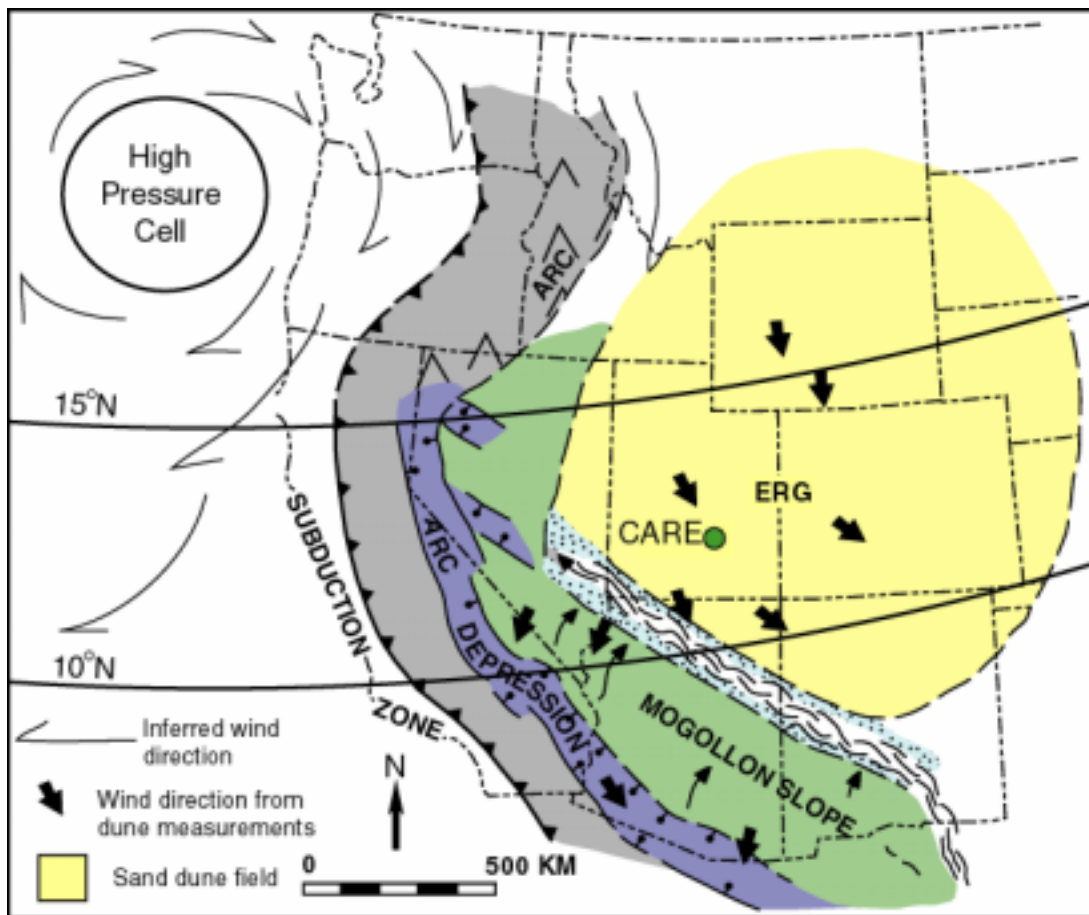 High
Pressure
Cell
ARC
15°N
ERG
CARE
SUBDUCTION
ZONE
ARC
DEPRESSION
MOGOLLON SLOPE
10°N
Inferred wind
direction
N
Wind direction from
dune measurements
0 500 KM
Sand dune field